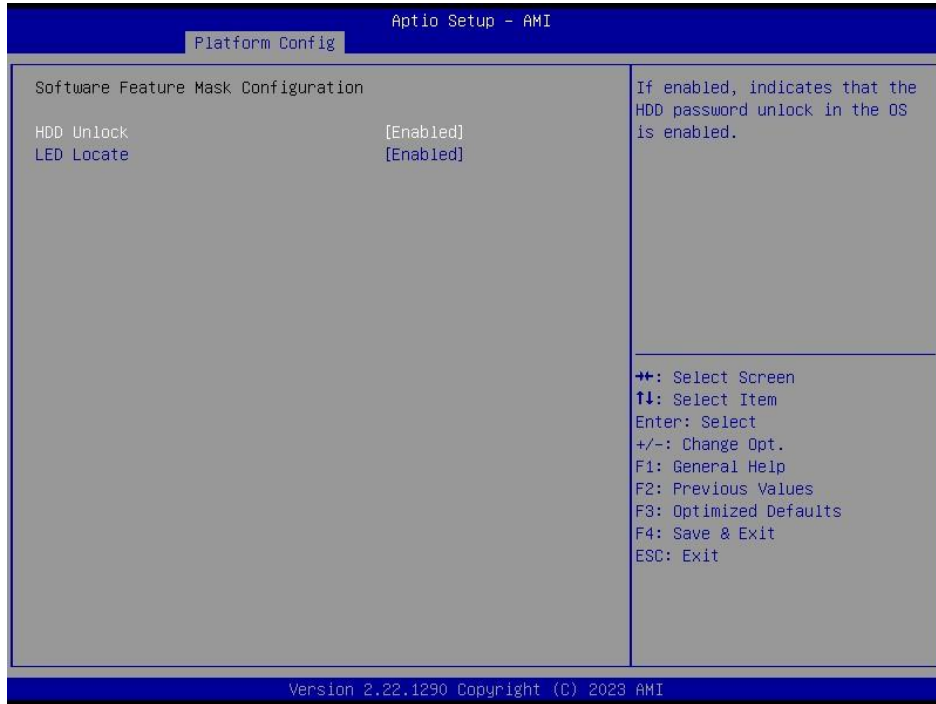 Aptio Setup – AMI
Platform Config
Software Feature Mask Configuration
HDD Unlock [Enabled]
LED Locate [Enabled]
If enabled, indicates that the
HDD password unlock in the OS
is enabled.
→←: Select Screen
↑↓: Select Item
Enter: Select
+/-: Change Opt.
F1: General Help
F2: Previous Values
F3: Optimized Defaults
F4: Save & Exit
ESC: Exit
Version 2.22.1290 Copyright (C) 2023 AMI